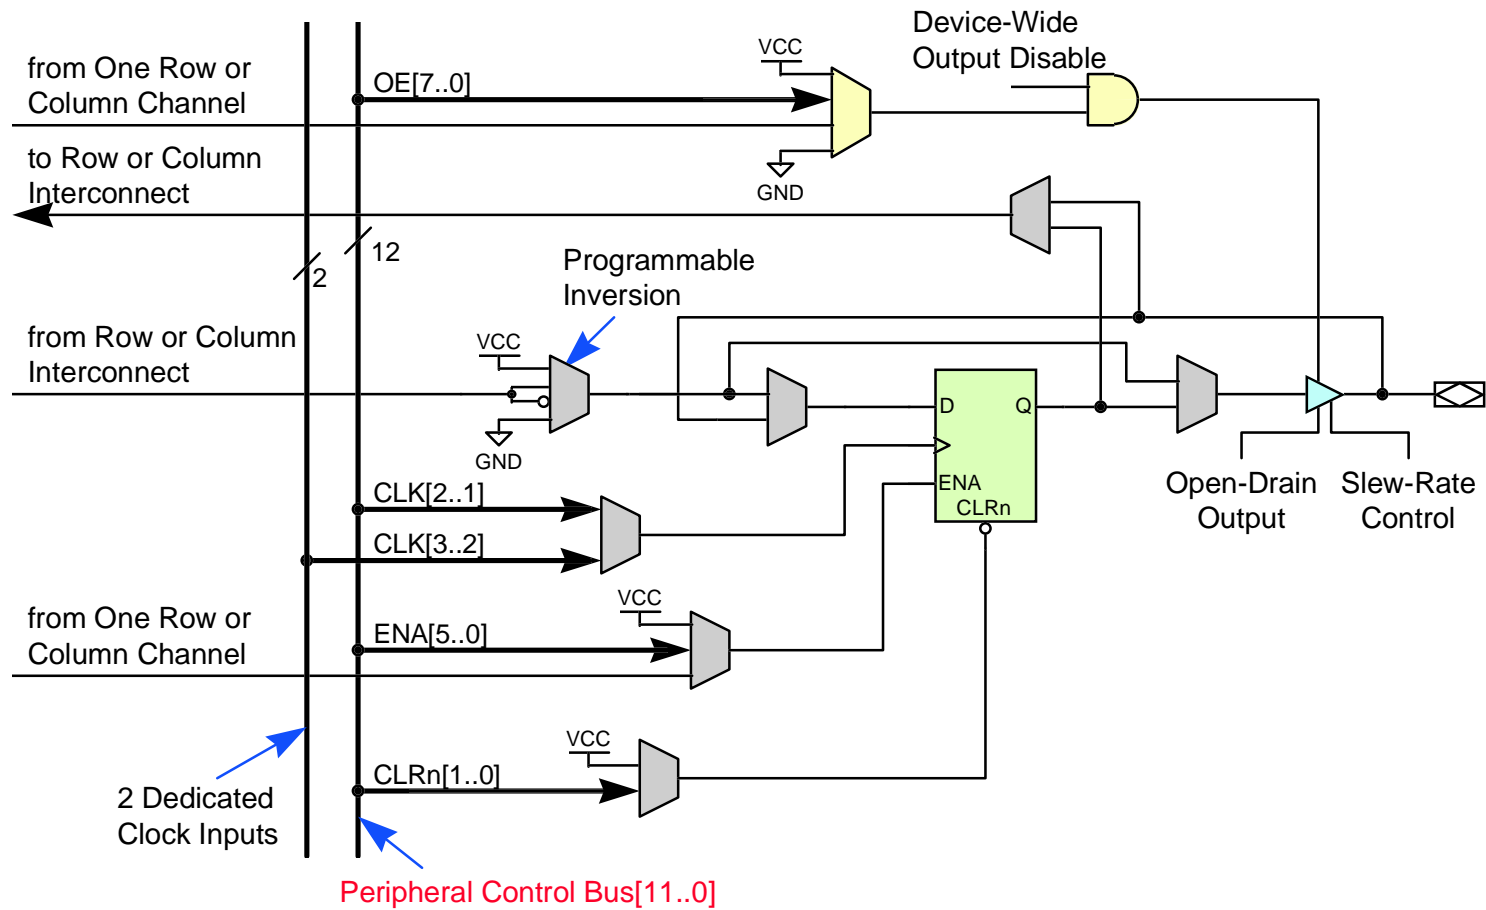 Device-Wide
Output Disable
VCC
from One Row or
Column Channel
OE[7..0]
to Row or Column
Interconnect
GND
12
2
Programmable
Inversion
from Row or Column
Interconnect
VCC
GND
D
Q
ENA
CLRn
Open-Drain
Output
Slew-Rate
Control
CLK[2..1]
CLK[3..2]
from One Row or
Column Channel
VCC
ENA[5..0]
VCC
CLRn[1..0]
2 Dedicated
Clock Inputs
Peripheral Control Bus[11..0]